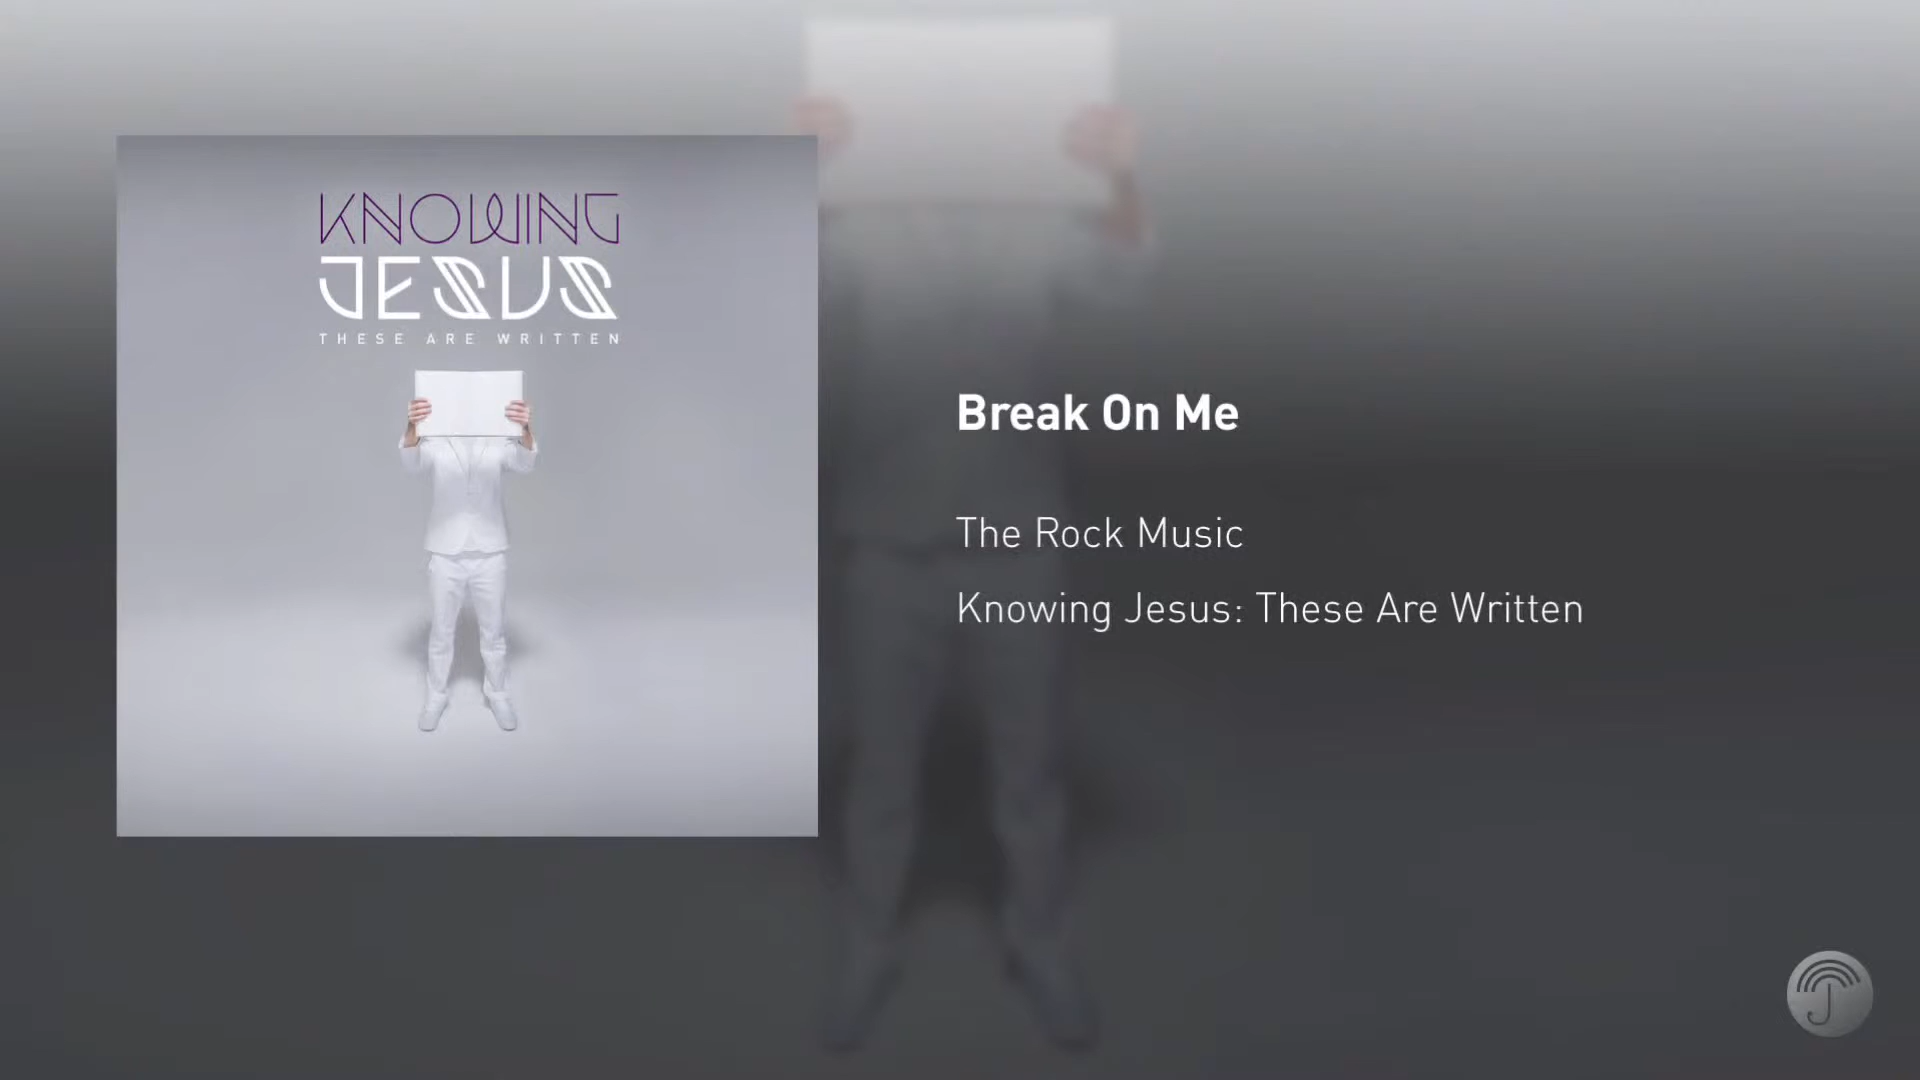 KNOWING
JESUS
THESE ARE WRITTEN
Break On Me
The Rock Music
Knowing Jesus: These Are Written